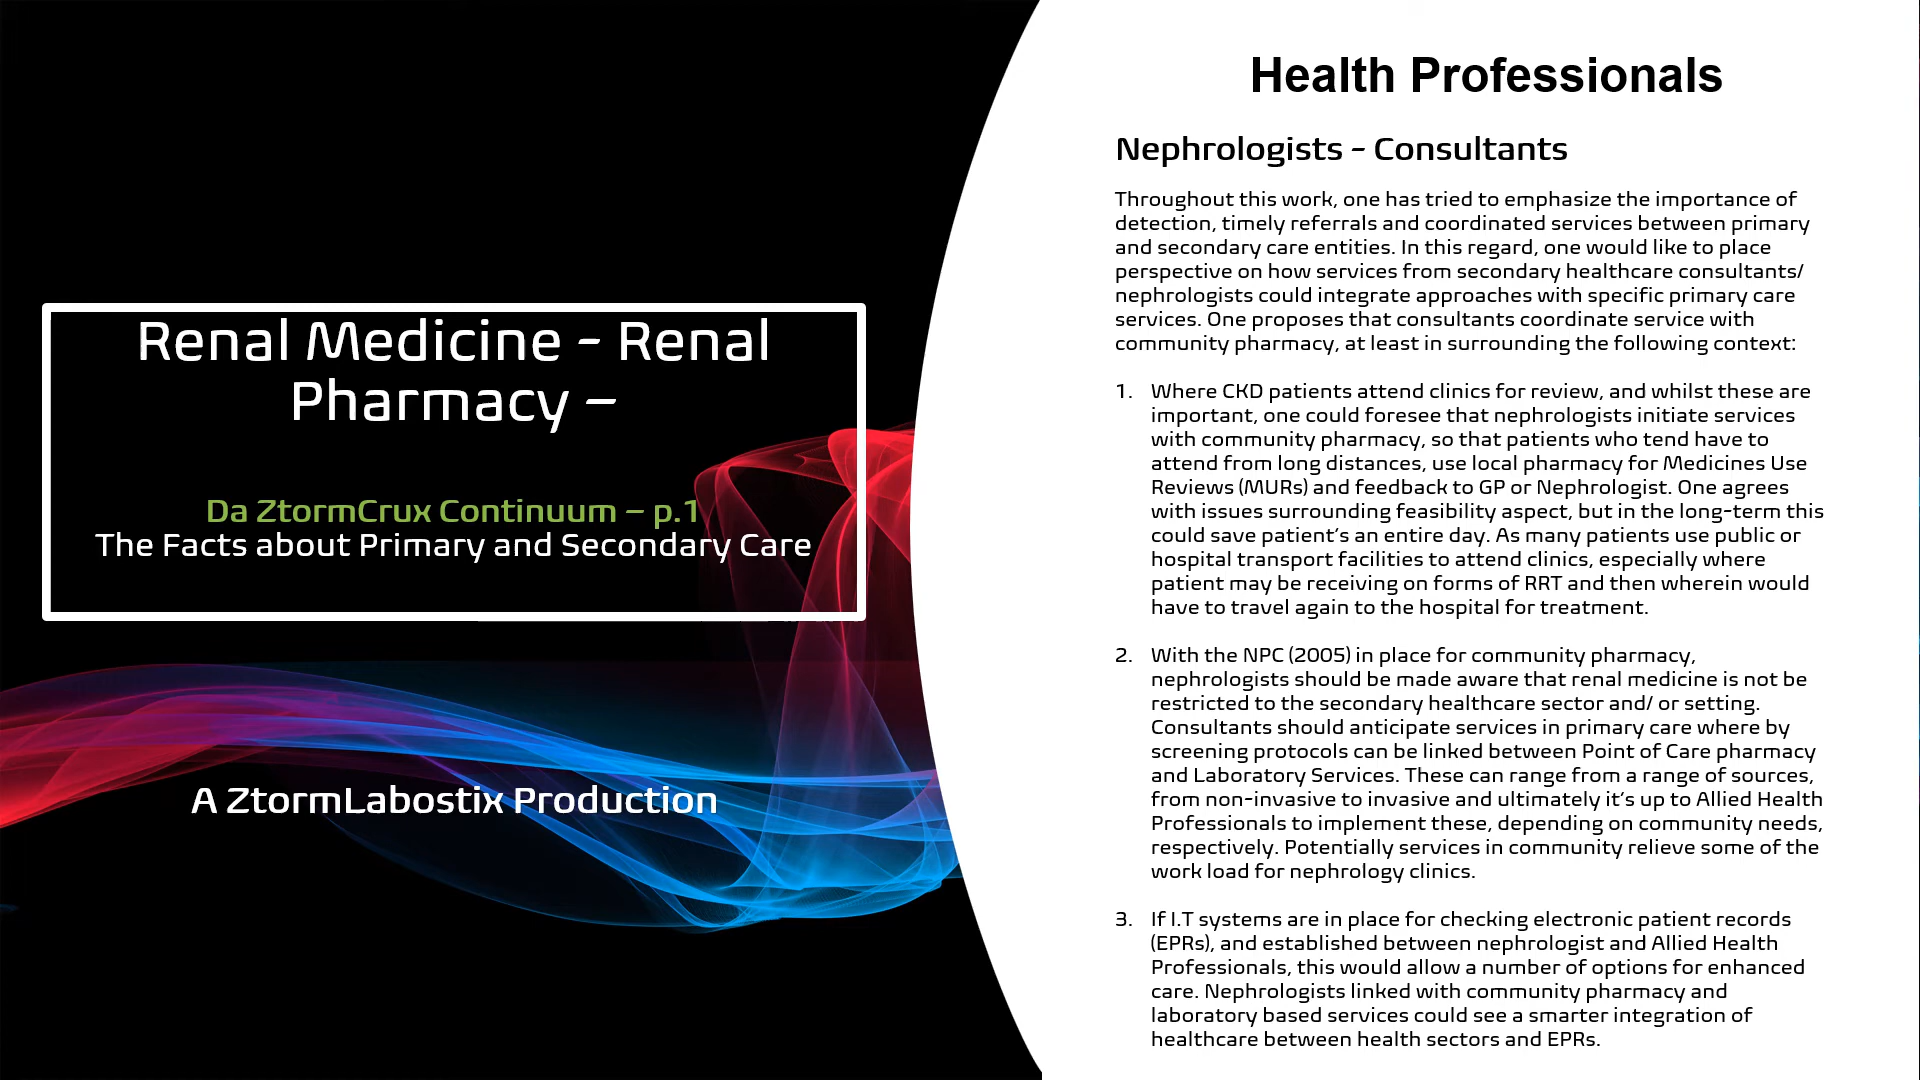 Renal Medicine - Renal
Pharmacy –
Da ZtormCrux Continuum – p.1
The Facts about Primary and Secondary Care
A ZtormLabostix Production
Health Professionals
Nephrologists - Consultants
Throughout this work, one has tried to emphasize the importance of
detection, timely referrals and coordinated services between primary
and secondary care entities. In this regard, one would like to place
perspective on how services from secondary healthcare consultants/
nephrologists could integrate approaches with specific primary care
services. One proposes that consultants coordinate service with
community pharmacy, at least in surrounding the following context:
1. Where CKD patients attend clinics for review, and whilst these are
important, one could foresee that nephrologists initiate services
with community pharmacy, so that patients who tend have to
attend from long distances, use local pharmacy for Medicines Use
Reviews (MURs) and feedback to GP or Nephrologist. One agrees
with issues surrounding feasibility aspect, but in the long-term this
could save patient's an entire day. As many patients use public or
hospital transport facilities to attend clinics, especially where
patient may be receiving on forms of RRT and then wherein would
have to travel again to the hospital for treatment.
2. With the NPC (2005) in place for community pharmacy,
nephrologists should be made aware that renal medicine is not be
restricted to the secondary healthcare sector and/ or setting.
Consultants should anticipate services in primary care where by
screening protocols can be linked between Point of Care pharmacy
and Laboratory Services. These can range from a range of sources,
from non-invasive to invasive and ultimately it's up to Allied Health
Professionals to implement these, depending on community needs,
respectively. Potentially services in community relieve some of the
work load for nephrology clinics.
3. If I.T systems are in place for checking electronic patient records
(EPRs), and established between nephrologist and Allied Health
Professionals, this would allow a number of options for enhanced
care. Nephrologists linked with community pharmacy and
laboratory based services could see a smarter integration of
healthcare between health sectors and EPRs.